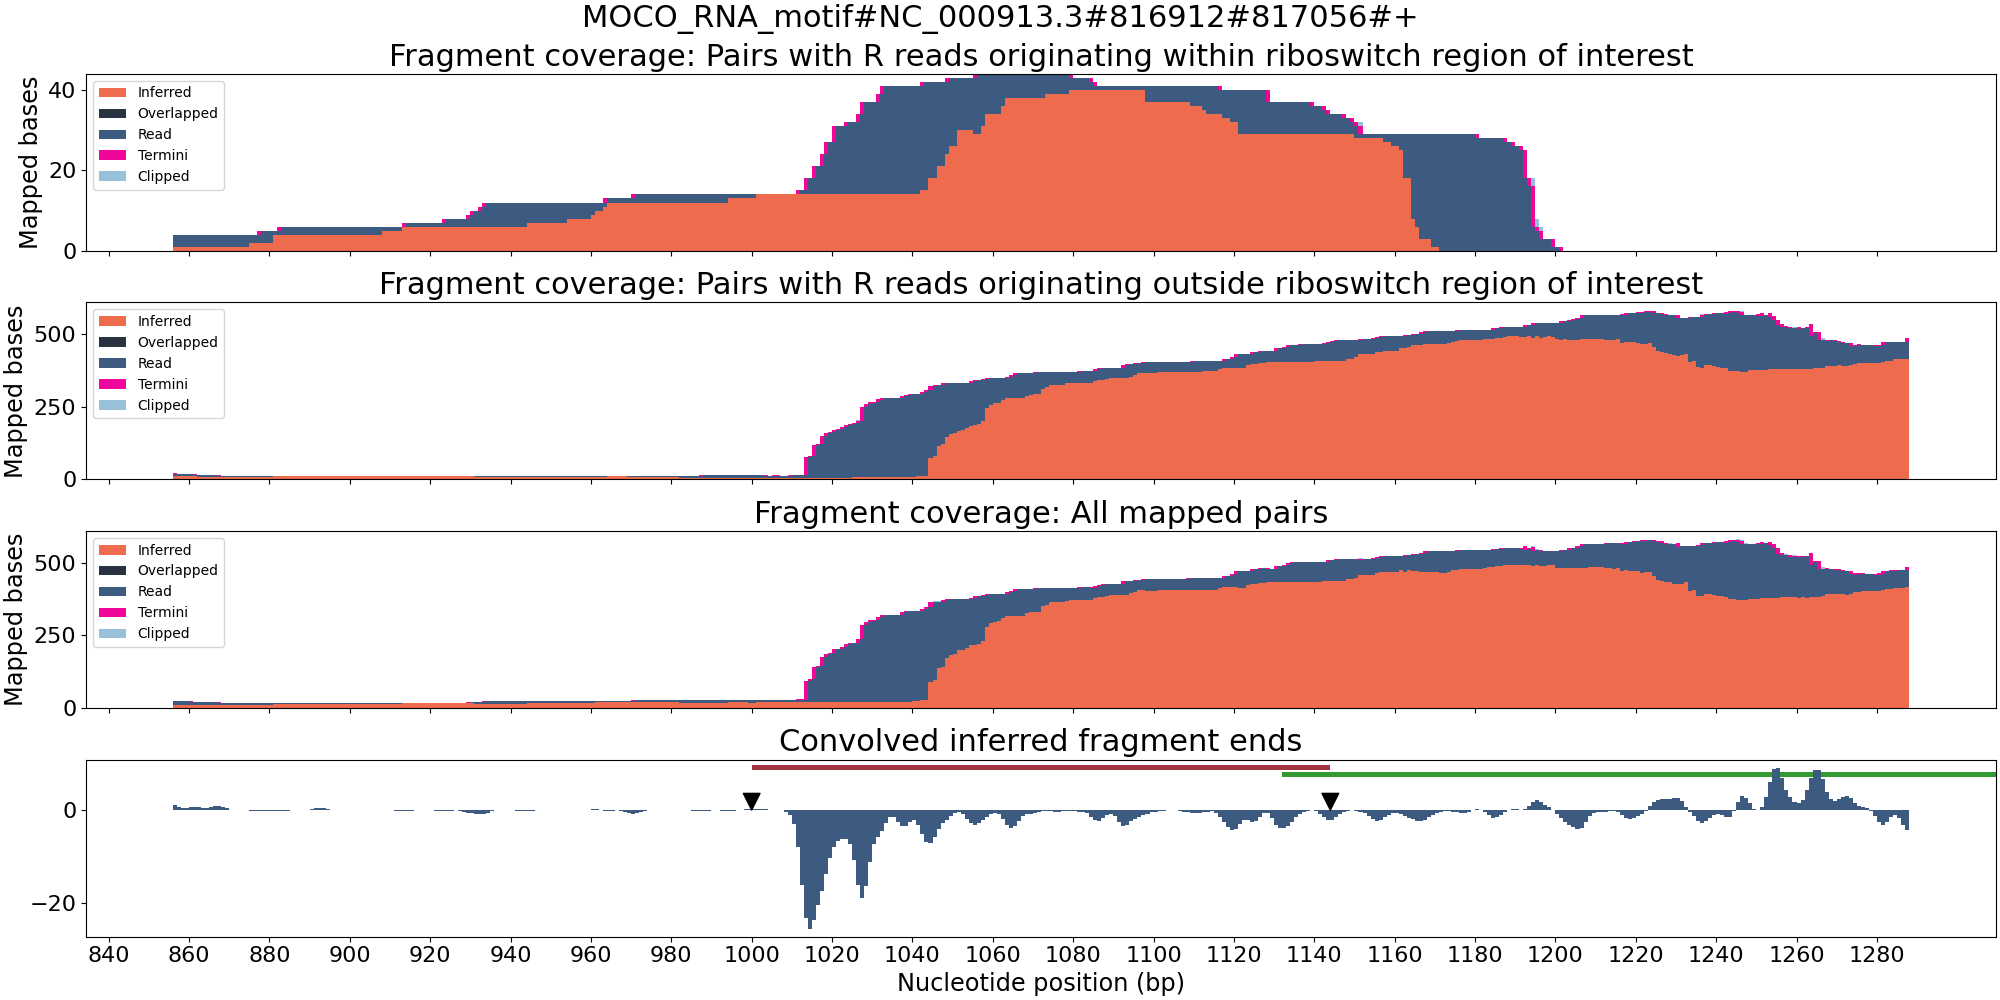 MOCO_RNA_motif#NC_000913.3#816912#817056#+
Fragment coverage: Pairs with R reads originating within riboswitch region of interest
Mapped bases
40
20
0
Inferred
Overlapped
Read
Termini
Clipped
Fragment coverage: Pairs with R reads originating outside riboswitch region of interest
Mapped bases
500
250
0
Inferred
Overlapped
Read
Termini
Clipped
Fragment coverage: All mapped pairs
Mapped bases
500
250
0
Inferred
Overlapped
Read
Termini
Clipped
Convolved inferred fragment ends
0
−20
840 860 880 900 920 940 960 980 1000 1020 1040 1060 1080 1100 1120 1140 1160 1180 1200 1220 1240 1260 1280
Nucleotide position (bp)